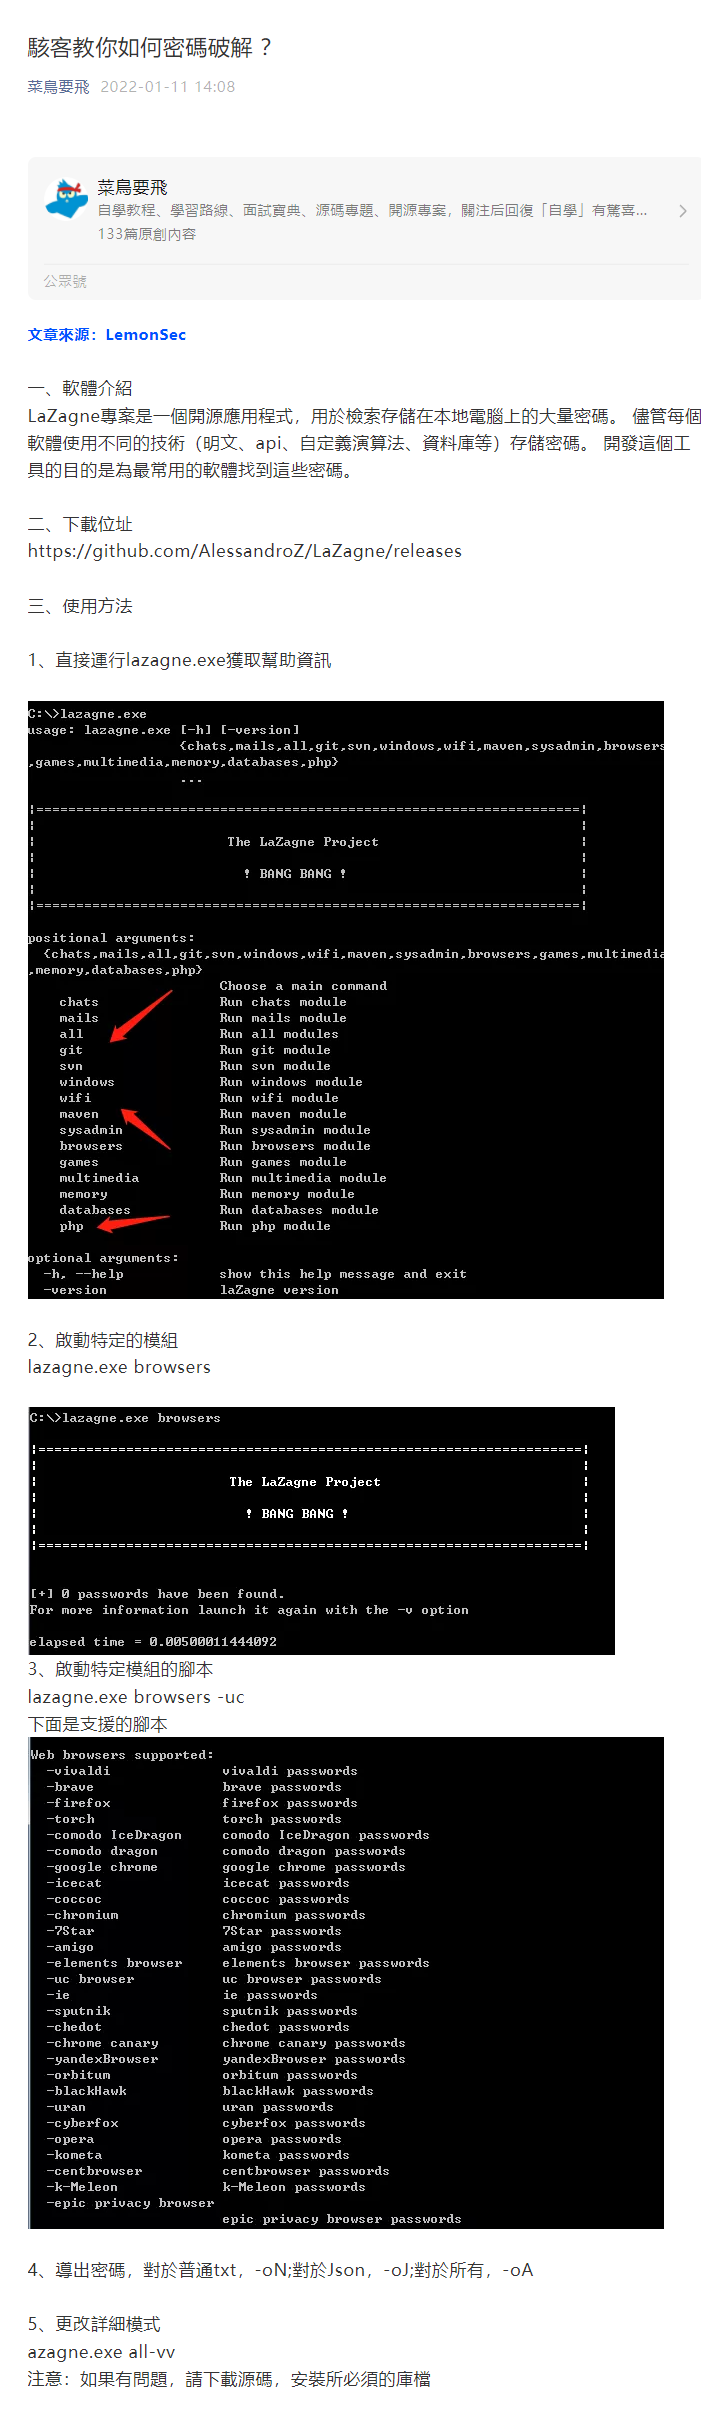 駭客教你如何密碼破解 ？
菜鳥要飛 2022-01-11 14:08
菜鳥要飛
自學教程、學習路線、面試寶典、源碼專題、開源專案，關注后回復「自學」有驚喜...
133篇原創內容
公眾號
文章來源：LemonSec
一、軟體介紹
LaZagne專案是一個開源應用程式，用於檢索存儲在本地電腦上的大量密碼。 儘管每個
軟體使用不同的技術（明文、api、自定義演算法、資料庫等）存儲密碼。 開發這個工
具的目的是為最常用的軟體找到這些密碼。
二、下載位址
https://github.com/AlessandroZ/LaZagne/releases
三、使用方法
1、直接運行lazagne.exe獲取幫助資訊
C:\>lazagne.exe
usage: lazagne.exe [-h] [-version]
{chats,mails,all,git,svn,windows,wifi,maven,sysadmin,browsers
,games,multimedia,memory,databases,php}
...
|====================================================================|
The LaZagne Project
! BANG BANG !
|====================================================================|
positional arguments:
{chats,mails,all,git,svn,windows,wifi,maven,sysadmin,browsers,games,multimedia
,memory,databases,php}
Choose a main command
chats Run chats module
mails Run mails module
all Run all modules
git Run git module
svn Run svn module
windows Run windows module
wifi Run wifi module
maven Run maven module
sysadmin Run sysadmin module
browsers Run browsers module
games Run games module
multimedia Run multimedia module
memory Run memory module
databases Run databases module
php Run php module
optional arguments:
-h, --help show this help message and exit
-version laZagne version
2、啟動特定的模組
lazagne.exe browsers
C:\>lazagne.exe browsers
|====================================================================|
The LaZagne Project
! BANG BANG !
|====================================================================|
[+] 0 passwords have been found.
For more information launch it again with the -v option
elapsed time = 0.00500011444092
3、啟動特定模組的腳本
lazagne.exe browsers -uc
下面是支援的腳本
Web browsers supported:
-vivaldi vivaldi passwords
-brave brave passwords
-firefox firefox passwords
-torch torch passwords
-comodo IceDragon comodo IceDragon passwords
-comodo dragon comodo dragon passwords
-google chrome google chrome passwords
-icecat icecat passwords
-coccoc coccoc passwords
-chromium chromium passwords
-7Star 7Star passwords
-amigo amigo passwords
-elements browser elements browser passwords
-uc browser uc browser passwords
-ie ie passwords
-sputnik sputnik passwords
-chedot chedot passwords
-chrome canary chrome canary passwords
-yandexBrowser yandexBrowser passwords
-orbitum orbitum passwords
-blackHawk blackHawk passwords
-uran uran passwords
-cyberfox cyberfox passwords
-opera opera passwords
-kometa kometa passwords
-centbrowser centbrowser passwords
-k-Meleon k-Meleon passwords
-epic privacy browser
epic privacy browser passwords
4、導出密碼，對於普通txt，-oN;對於Json，-oJ;對於所有，-oA
5、更改詳細模式
azagne.exe all-vv
注意：如果有問題，請下載源碼，安裝所必須的庫檔